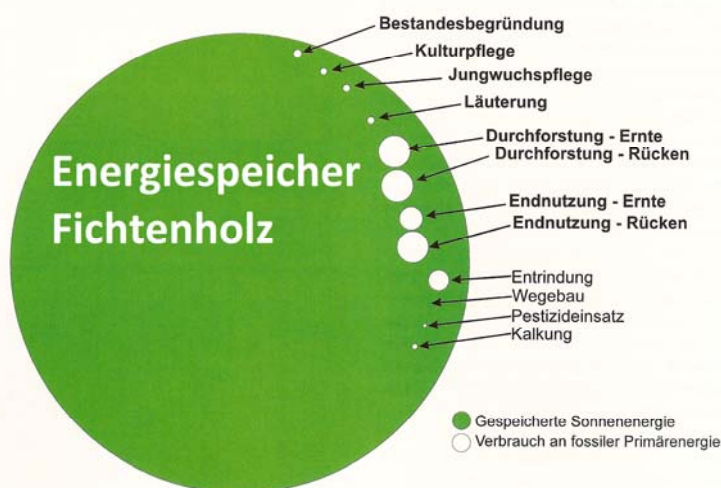 Bestandesbegründung
Kulturpflege
Jungwuchspflege
Läuterung
Durchforstung - Ernte
Durchforstung - Rücken
Energiespeicher
Fichtenholz
Endnutzung - Ernte
Endnutzung - Rücken
Entrindung
Wegebau
Pestizideinsatz
Kalkung
Gespeicherte Sonnenenergie
Verbrauch an fossiler Primärenergie